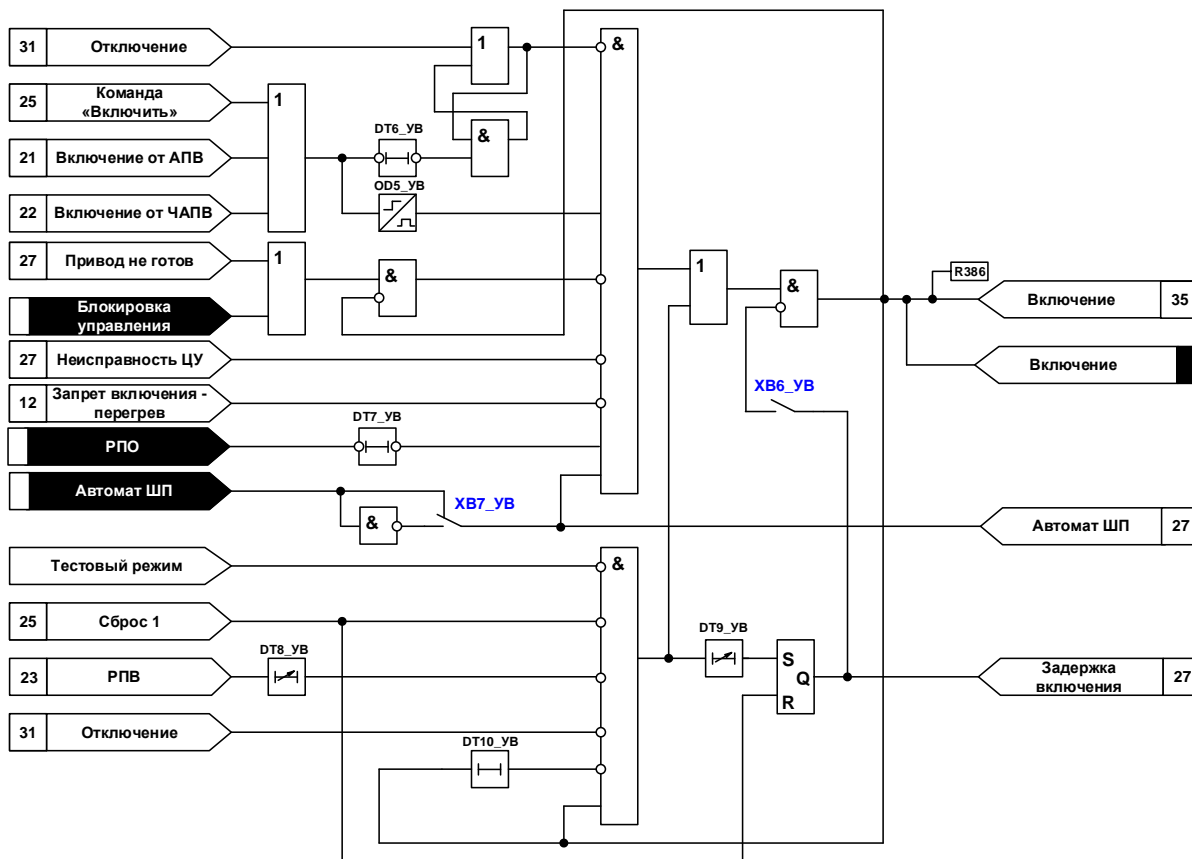 31 Отключение
1
&
25 Команда
«Включить»
1
DT6_УВ
&
21 Включение от АПВ
OD5_УВ
22 Включение от ЧАПВ
27 Привод не готов
1
&
1
&
R386
Блокировка
управления
Включение 35
27 Неисправность ЦУ
Включение
12 Запрет включения -
перегрев
XB6_УВ
РПО
DT7_УВ
Автомат ШП
XB7_УВ
&
Автомат ШП 27
Тестовый режим
&
25 Сброс 1
DT9_УВ
23 РПВ
DT8_УВ
S
Q
R
Задержка
включения
27
31 Отключение
DT10_УВ